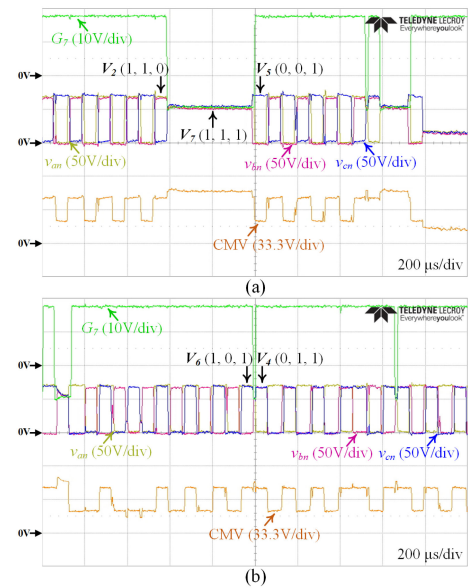 G7 (10V/div)
TELEDYNE LECROY
Everywhereyoulook™
0V
V2 (1, 1, 0)
V5 (0, 0, 1)
V7 (1, 1, 1)
0V
van (50V/div)
vbn (50V/div)
vcn (50V/div)
0V
CMV (33.3V/div)
200 μs/div
(a)
G7 (10V/div)
TELEDYNE LECROY
Everywhereyoulook™
0V
V6 (1, 0, 1)
V4 (0, 1, 1)
0V
van (50V/div)
vbn (50V/div)
vcn (50V/div)
0V
CMV (33.3V/div)
200 μs/div
(b)